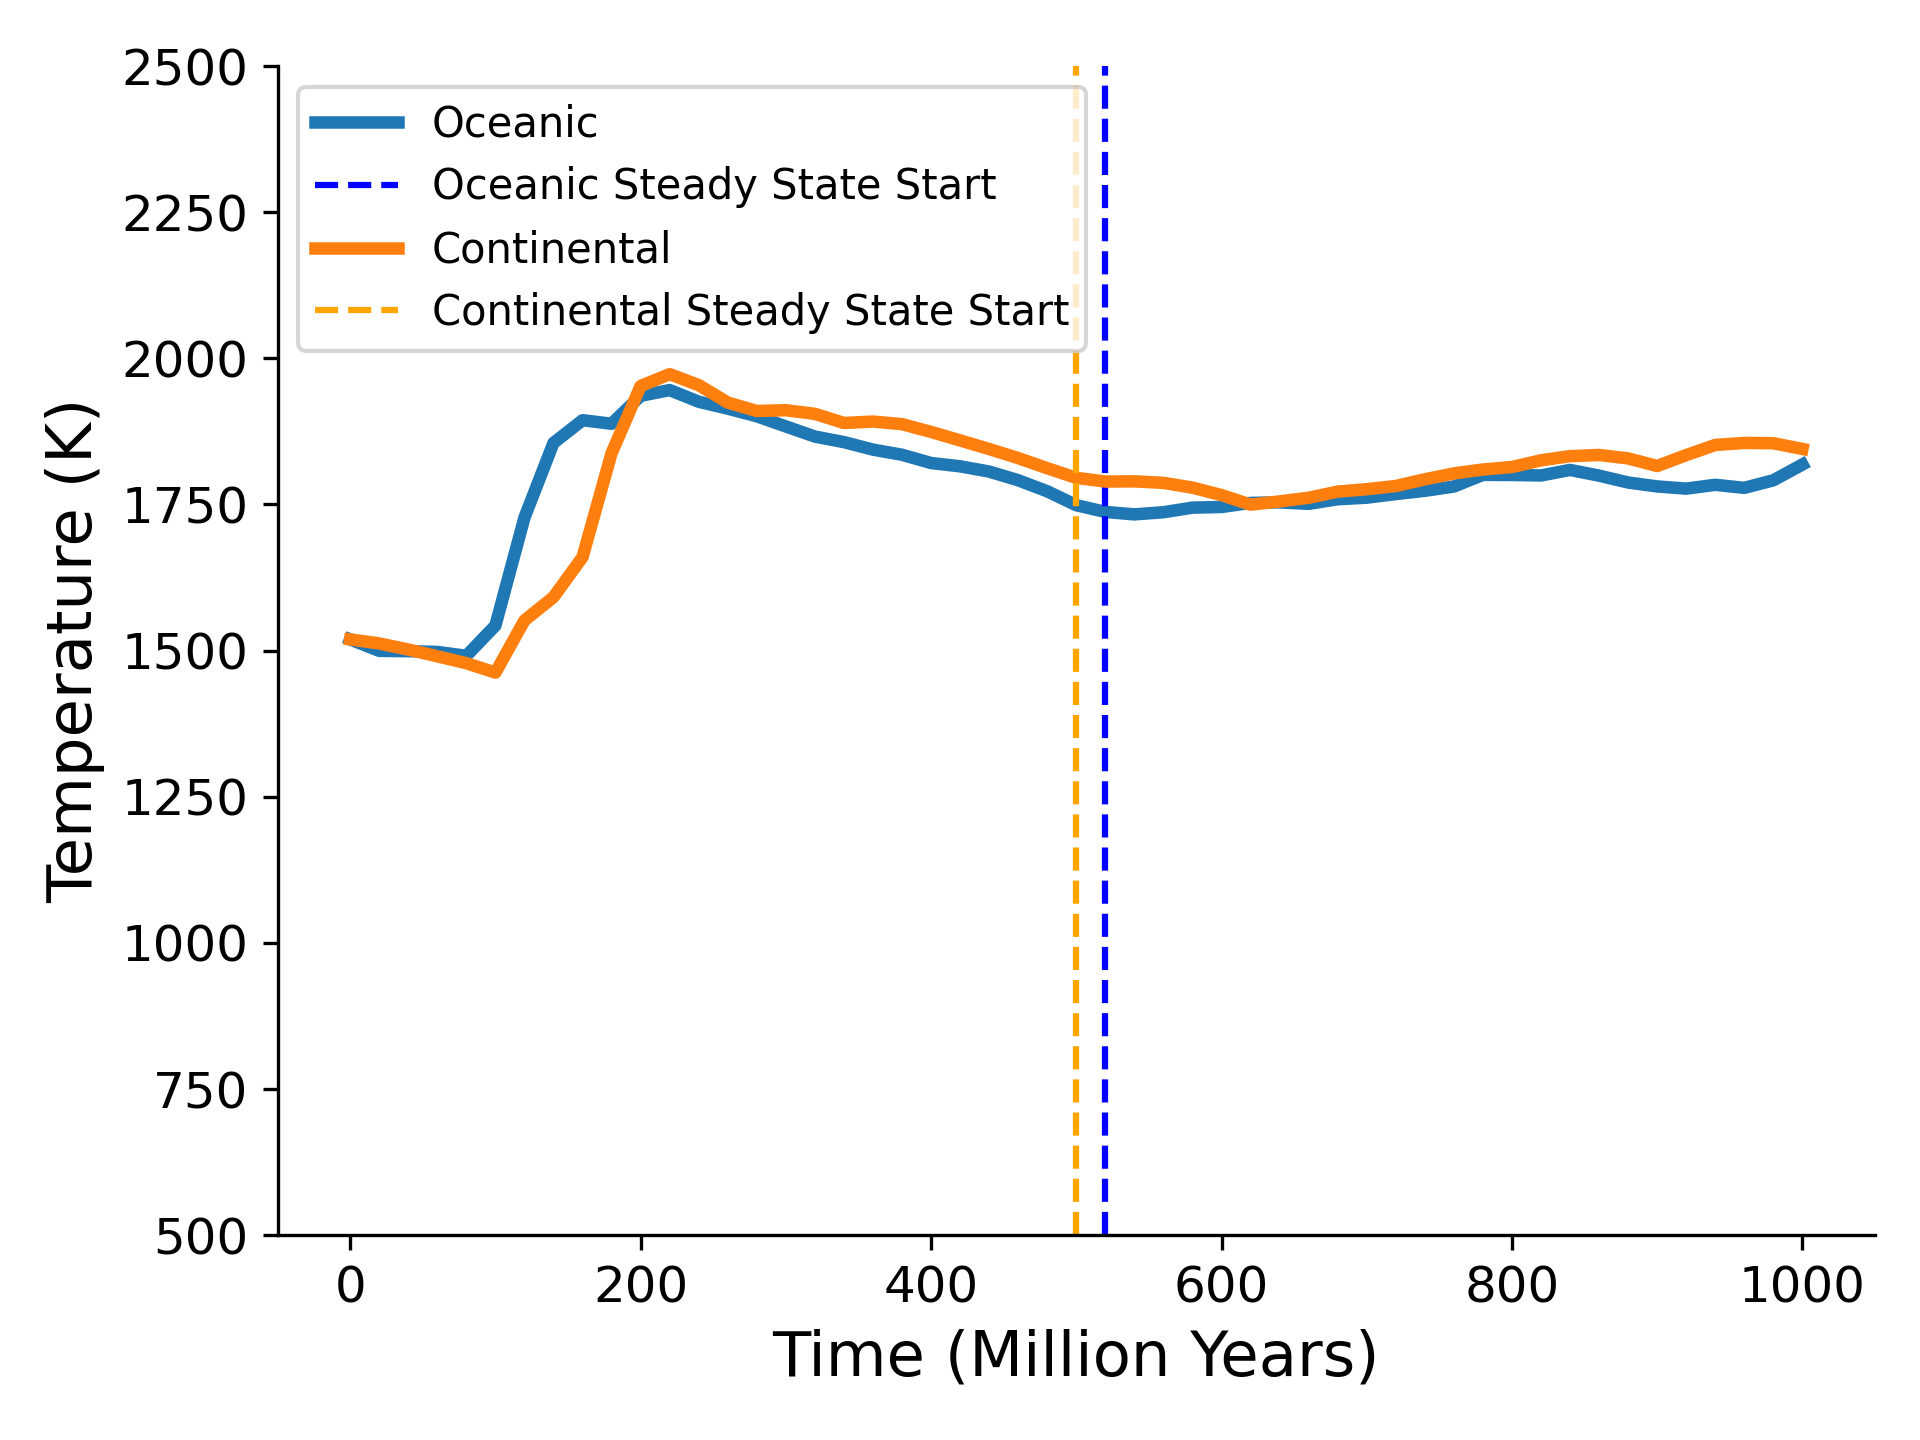 2500
2250
2000
1750
1500
1250
1000
750
500
Temperature (K)
Oceanic
Oceanic Steady State Start
Continental
Continental Steady State Start
0 200 400 600 800 1000
Time (Million Years)